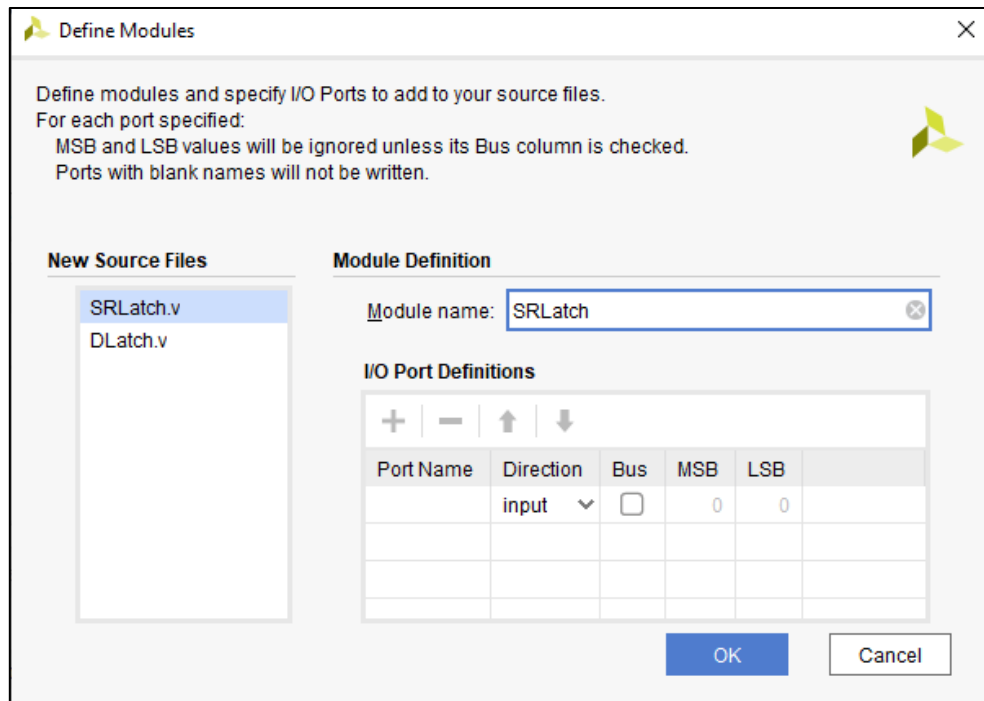 Define Modules
Define modules and specify I/O Ports to add to your source files.
For each port specified:
MSB and LSB values will be ignored unless its Bus column is checked.
Ports with blank names will not be written.
New Source Files
SRLatch.v
DLatch.v
Module Definition
Module name: SRLatch
I/O Port Definitions
Port Name Direction Bus MSB LSB
input 0 0
OK Cancel